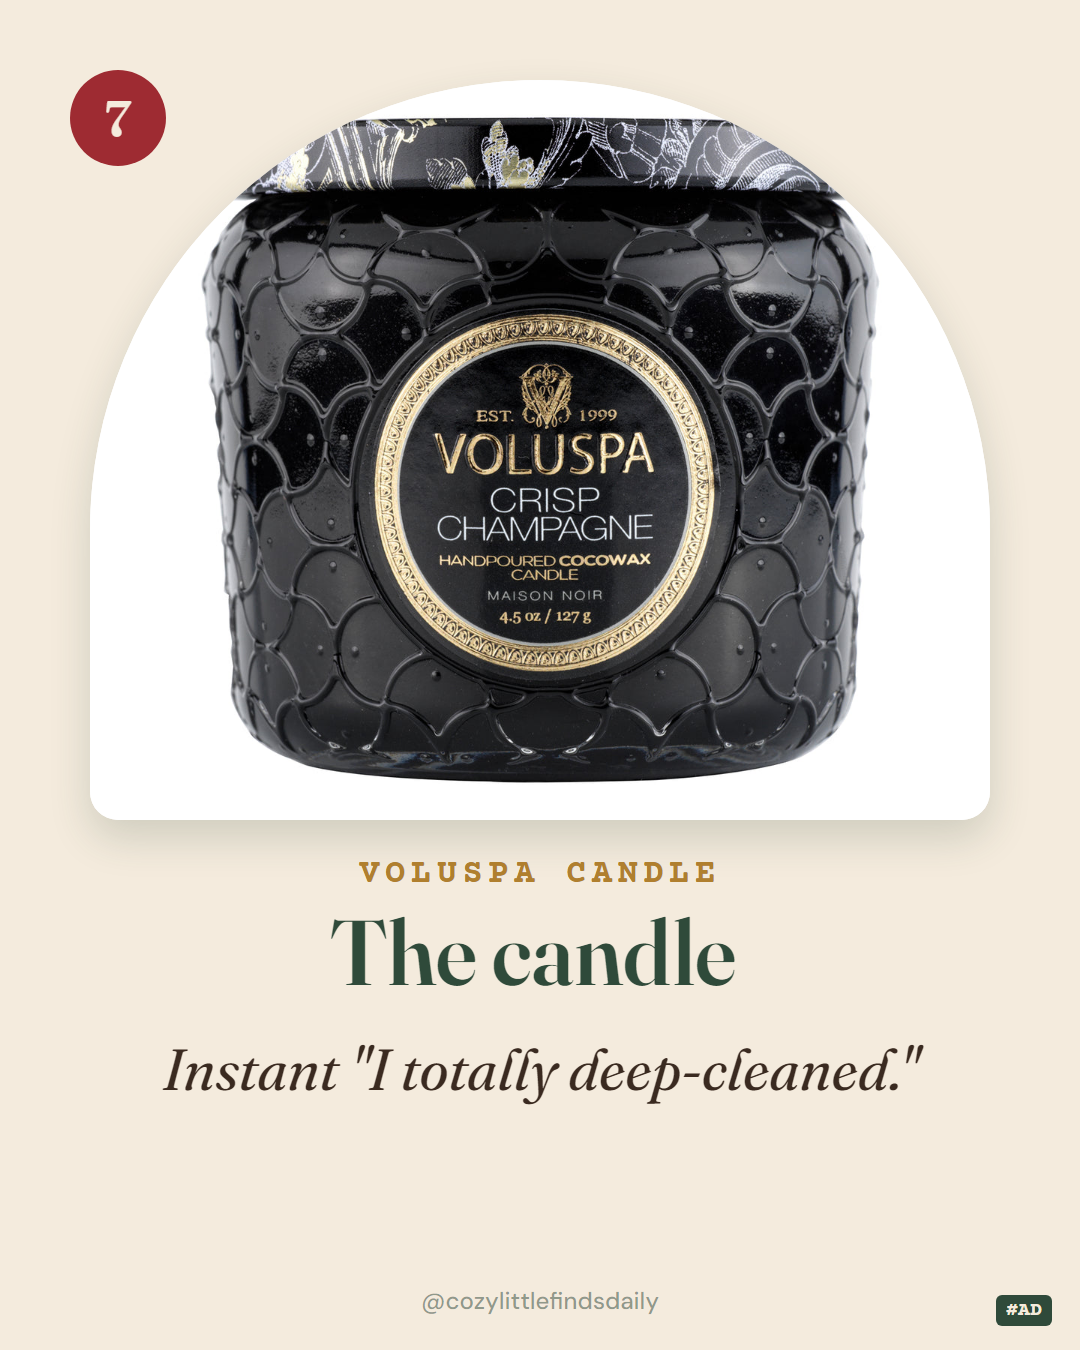 7
EST. 1999
VOLUSPA
CRISP
CHAMPAGNE
HANDPOURED COCOWAX
CANDLE
MAISON NOIR
4.5 oz / 127 g
VOLUSPA CANDLE
The candle
Instant "I totally deep-cleaned."
@cozylittlefindsdaily
#AD